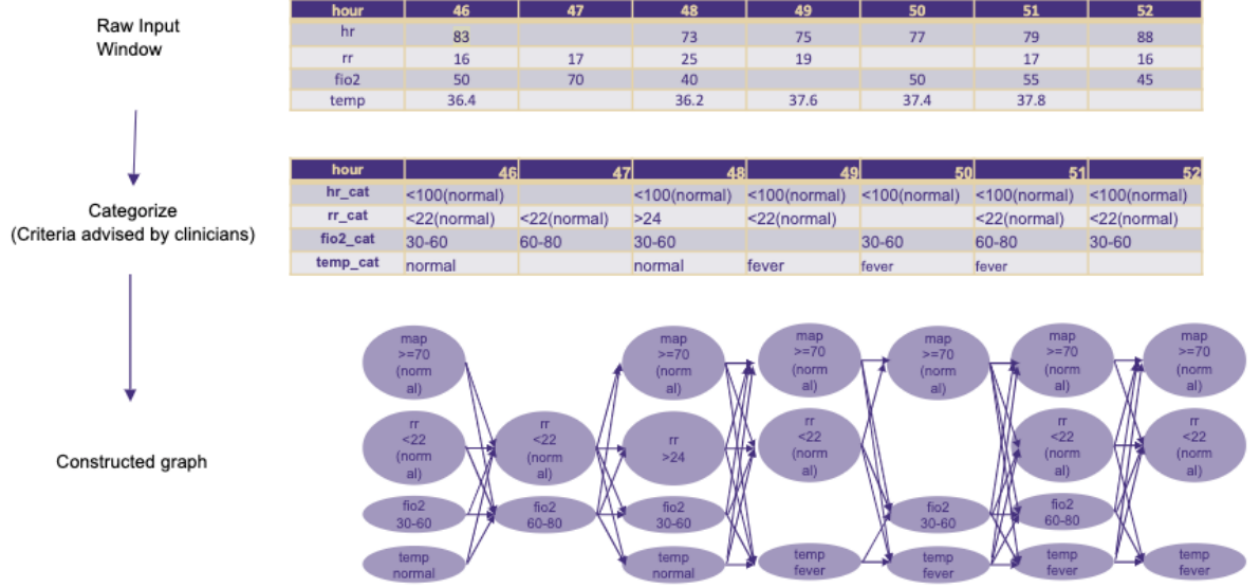 Raw Input
Window
hour 46 47 48 49 50 51 52
hr 83 73 75 77 79 88
rr 16 17 25 19 17 16
fio2 50 70 40 50 55 45
temp 36.4 36.2 37.6 37.4 37.8
Categorize
(Criteria advised by clinicians)
hour 46 47 48 49 50 51 52
hr_cat <100(normal) <100(normal) <100(normal) <100(normal) <100(normal) <100(normal)
rr_cat <22(normal) <22(normal) >24 <22(normal) <22(normal) <22(normal)
fio2_cat 30-60 60-80 30-60 30-60 60-80 30-60
temp_cat normal normal fever fever fever
Constructed graph
map
>=70
(norm
al)
map
>=70
(norm
al)
map
>=70
(norm
al)
map
>=70
(norm
al)
map
>=70
(norm
al)
map
>=70
(norm
al)
rr
<22
(norm
al)
rr
<22
(norm
al)
rr
>24
rr
<22
(norm
al)
rr
<22
(norm
al)
rr
<22
(norm
al)
fio2
30-60
fio2
60-80
fio2
30-60
fio2
30-60
fio2
60-80
temp
normal
temp
normal
temp
fever
temp
fever
temp
fever
temp
fever